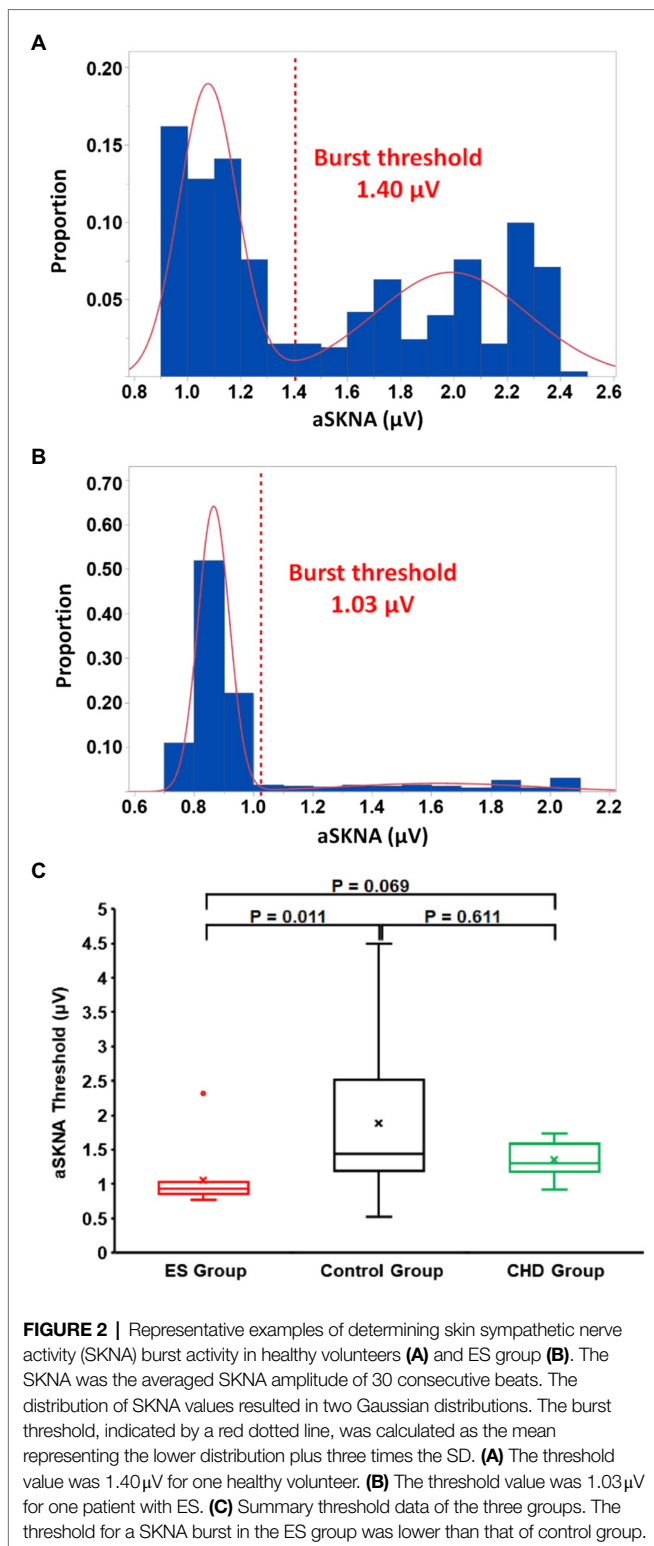 A
0.20
0.15
0.10
0.05
Proportion
Burst threshold
1.40 μV
0.8 1.0 1.2 1.4 1.6 1.8 2.0 2.2 2.4 2.6
aSKNA (μV)
B
0.70
0.60
0.50
0.40
0.30
0.20
0.10
Proportion
Burst threshold
1.03 μV
0.6 0.8 1.0 1.2 1.4 1.6 1.8 2.0 2.2
aSKNA (μV)
C
P = 0.069
P = 0.011 P = 0.611
5
4.5
4
3.5
3
2.5
2
1.5
1
0.5
0
aSKNA Threshold (μV)
ES Group Control Group CHD Group
FIGURE 2 | Representative examples of determining skin sympathetic nerve
activity (SKNA) burst activity in healthy volunteers (A) and ES group (B). The
SKNA was the averaged SKNA amplitude of 30 consecutive beats. The
distribution of SKNA values resulted in two Gaussian distributions. The burst
threshold, indicated by a red dotted line, was calculated as the mean
representing the lower distribution plus three times the SD. (A) The threshold
value was 1.40 μV for one healthy volunteer. (B) The threshold value was 1.03 μV
for one patient with ES. (C) Summary threshold data of the three groups. The
threshold for a SKNA burst in the ES group was lower than that of control group.